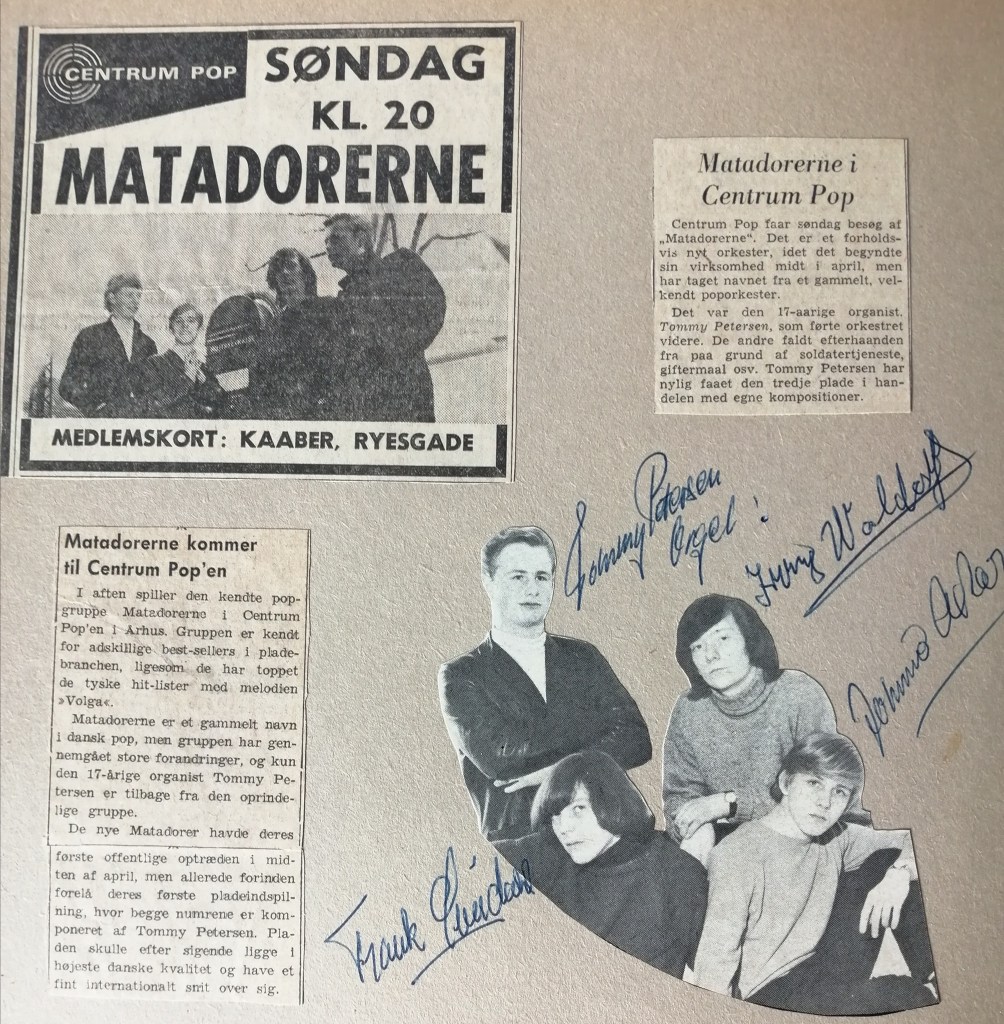 CENTRUM POP
SØNDAG
KL. 20
MATADORERNE
MEDLEMSKORT: KAABER, RYESGADE
Matadorerne i
Centrum Pop
Centrum Pop faar søndag besøg af
„Matadorerne“. Det er et forholds-
vis nyt orkester, idet det begyndte
sin virksomhed midt i april, men
har taget navnet fra et gammelt, vel-
kendt poporkester.
Det var den 17-aarige organist,
Tommy Petersen, som førte orkestret
videre. De andre faldt efterhaanden
fra paa grund af soldatertjeneste,
giftermaal osv. Tommy Petersen har
nylig faaet den tredje plade i han-
delen med egne kompositioner.
Matadorerne kommer
til Centrum Pop'en
I aften spiller den kendte pop-
gruppe Matadorerne i Centrum
Pop'en i Århus. Gruppen er kendt
for adskillige best-sellers i plade-
branchen, ligesom de har toppet
de tyske hit-lister med melodien
»Volga«.
Matadorerne er et gammelt navn
i dansk pop, men gruppen har gen-
nemgået store forandringer, og kun
den 17-årige organist Tommy Pe-
tersen er tilbage fra den oprinde-
lige gruppe.
De nye Matadorer havde deres
første offentlige optræden i mid-
ten af april, men allerede forinden
forelå deres første pladeindspil-
ning, hvor begge numrene er kom-
poneret af Tommy Petersen. Pla-
den skulle efter sigende ligge i
højeste danske kvalitet og have et
fint internationalt snit over sig.
Tommy Petersen
Orgel!
Frank